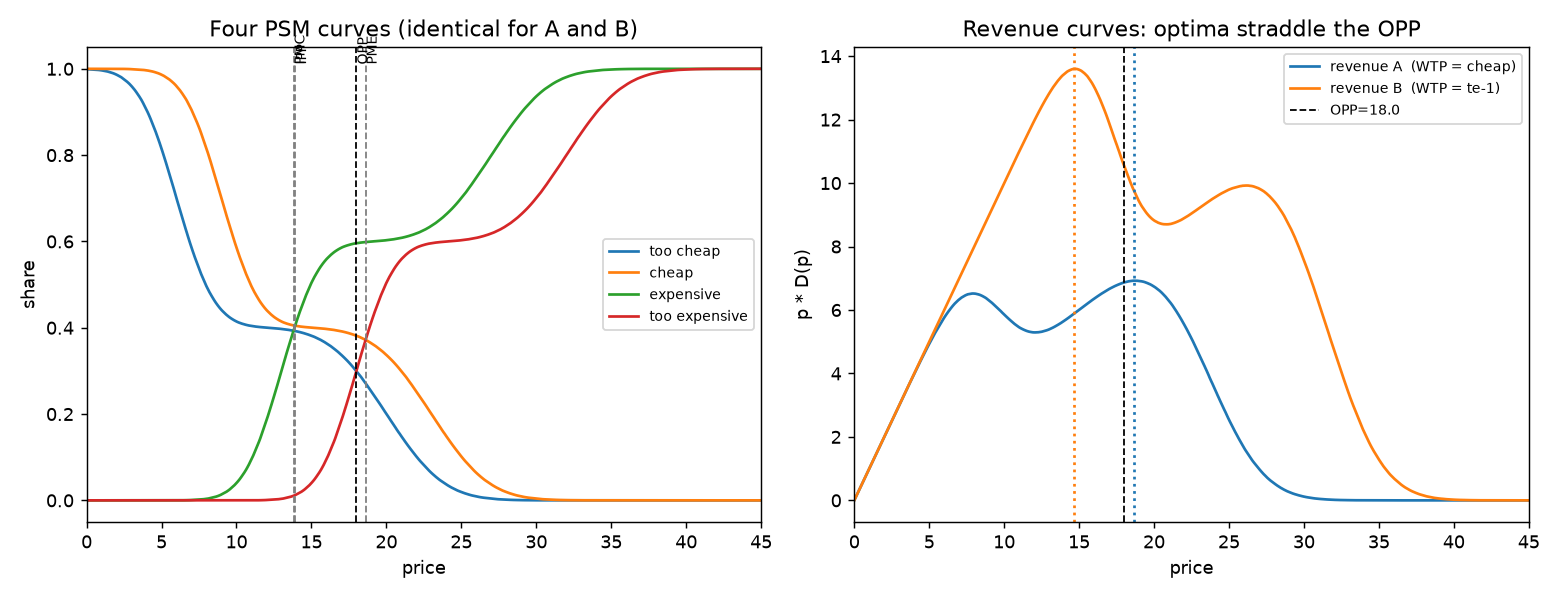 Four PSM curves (identical for A and B)
OPP
1.0
0.8
0.6
0.4
0.2
0.0
share
too cheap
cheap
expensive
too expensive
0 5 10 15 20 25 30 35 40 45
price
Revenue curves: optima straddle the OPP
14
12
10
8
6
4
2
0
p * D(p)
revenue A (WTP = cheap)
revenue B (WTP = te-1)
OPP=18.0
0 5 10 15 20 25 30 35 40 45
price